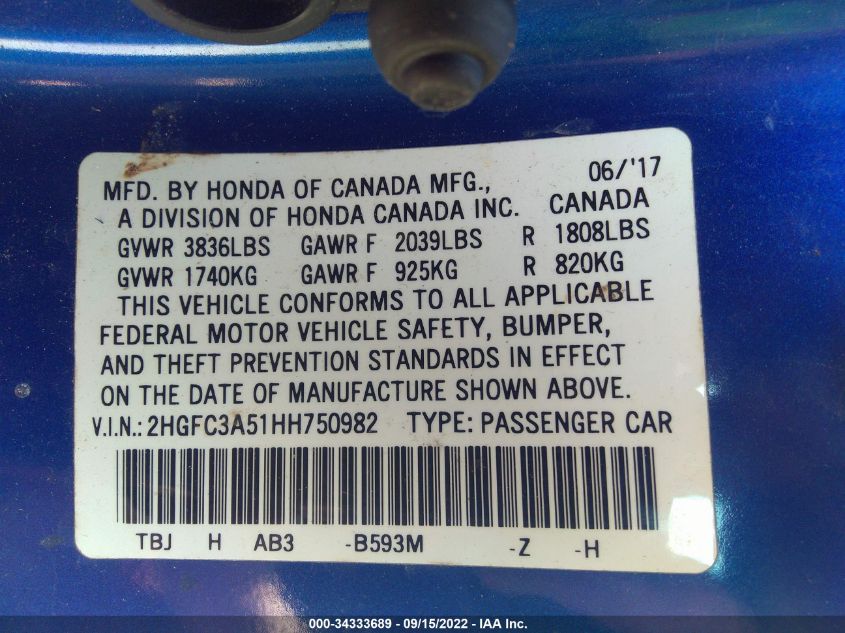 MFD. BY HONDA OF CANADA MFG., 06/'17
A DIVISION OF HONDA CANADA INC. CANADA
GVWR 3836LBS GAWR F 2039LBS R 1808LBS
GVWR 1740KG GAWR F 925KG R 820KG
THIS VEHICLE CONFORMS TO ALL APPLICABLE
FEDERAL MOTOR VEHICLE SAFETY, BUMPER,
AND THEFT PREVENTION STANDARDS IN EFFECT
ON THE DATE OF MANUFACTURE SHOWN ABOVE.
V.I.N.: 2HGFC3A51HH750982 TYPE: PASSENGER CAR
TBJ H AB3 -B593M -Z -H
000-34333689 - 09/15/2022 - IAA Inc.